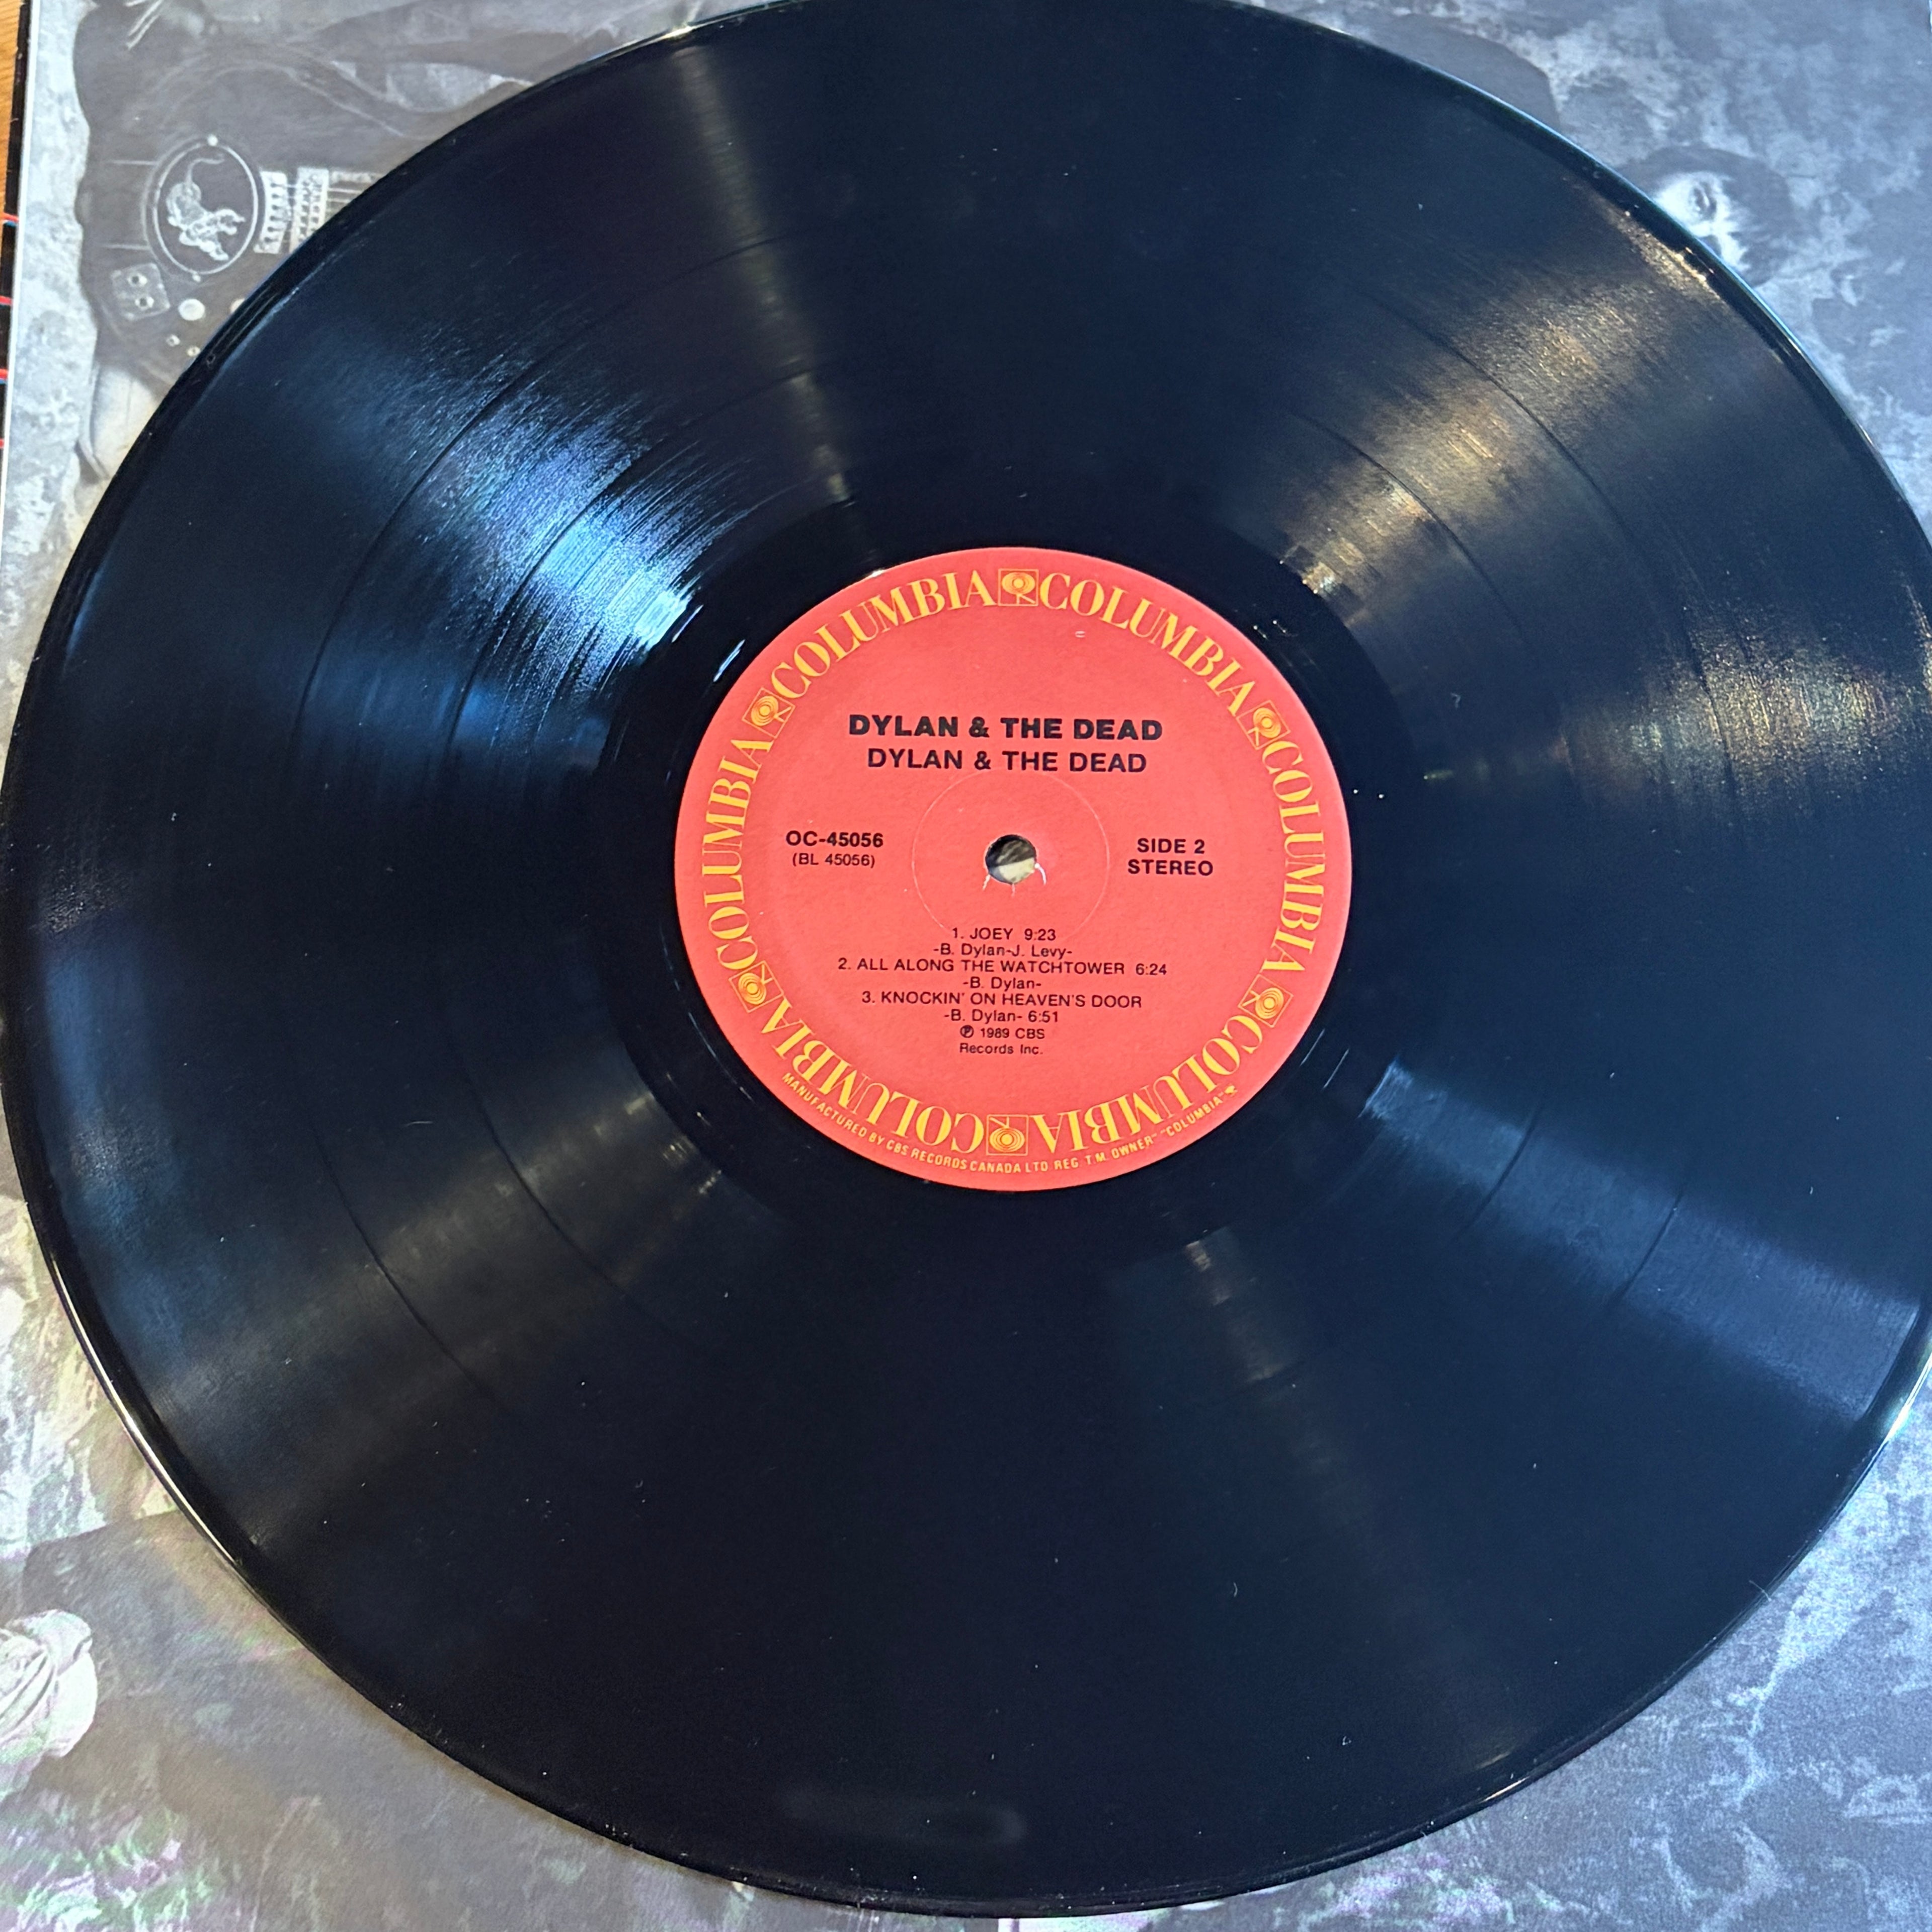 COLUMBIA COLUMBIA COLUMBIA COLUMBIA COLUMBIA COLUMBIA
DYLAN & THE DEAD
DYLAN & THE DEAD
OC-45056
(BL 45056)
SIDE 2
STEREO
1. JOEY 9:23
-B. Dylan-J. Levy-
2. ALL ALONG THE WATCHTOWER 6:24
-B. Dylan-
3. KNOCKIN' ON HEAVEN'S DOOR
-B. Dylan- 6:51
℗ 1989 CBS
Records Inc.
MANUFACTURED BY CBS RECORDS CANADA LTD REG. T.M. OWNER- "COLUMBIA"